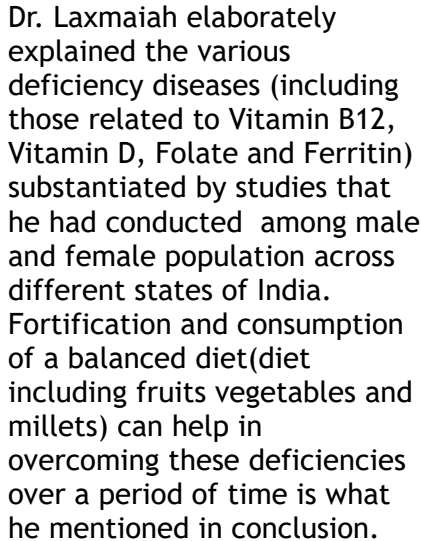 Dr. Laxmaiah elaborately
explained the various
deficiency diseases (including
those related to Vitamin B12,
Vitamin D, Folate and Ferritin)
substantiated by studies that
he had conducted  among male
and female population across
different states of India.
Fortification and consumption
of a balanced diet(diet
including fruits vegetables and
millets) can help in
overcoming these deficiencies
over a period of time is what
he mentioned in conclusion.